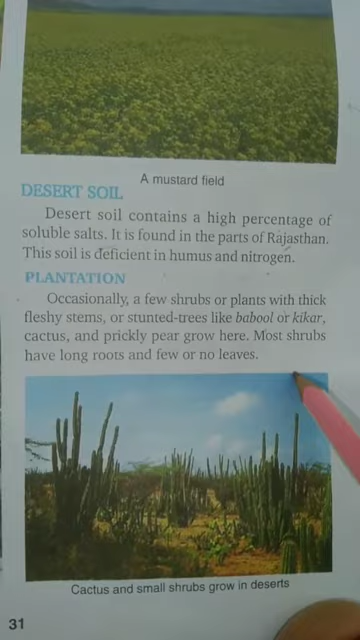 A mustard field
DESERT SOIL
Desert soil contains a high percentage of
soluble salts. It is found in the parts of Rajasthan.
This soil is deficient in humus and nitrogen.
PLANTATION
Occasionally, a few shrubs or plants with thick
fleshy stems, or stunted-trees like babool or kikar,
cactus, and prickly pear grow here. Most shrubs
have long roots and few or no leaves.
Cactus and small shrubs grow in deserts
31